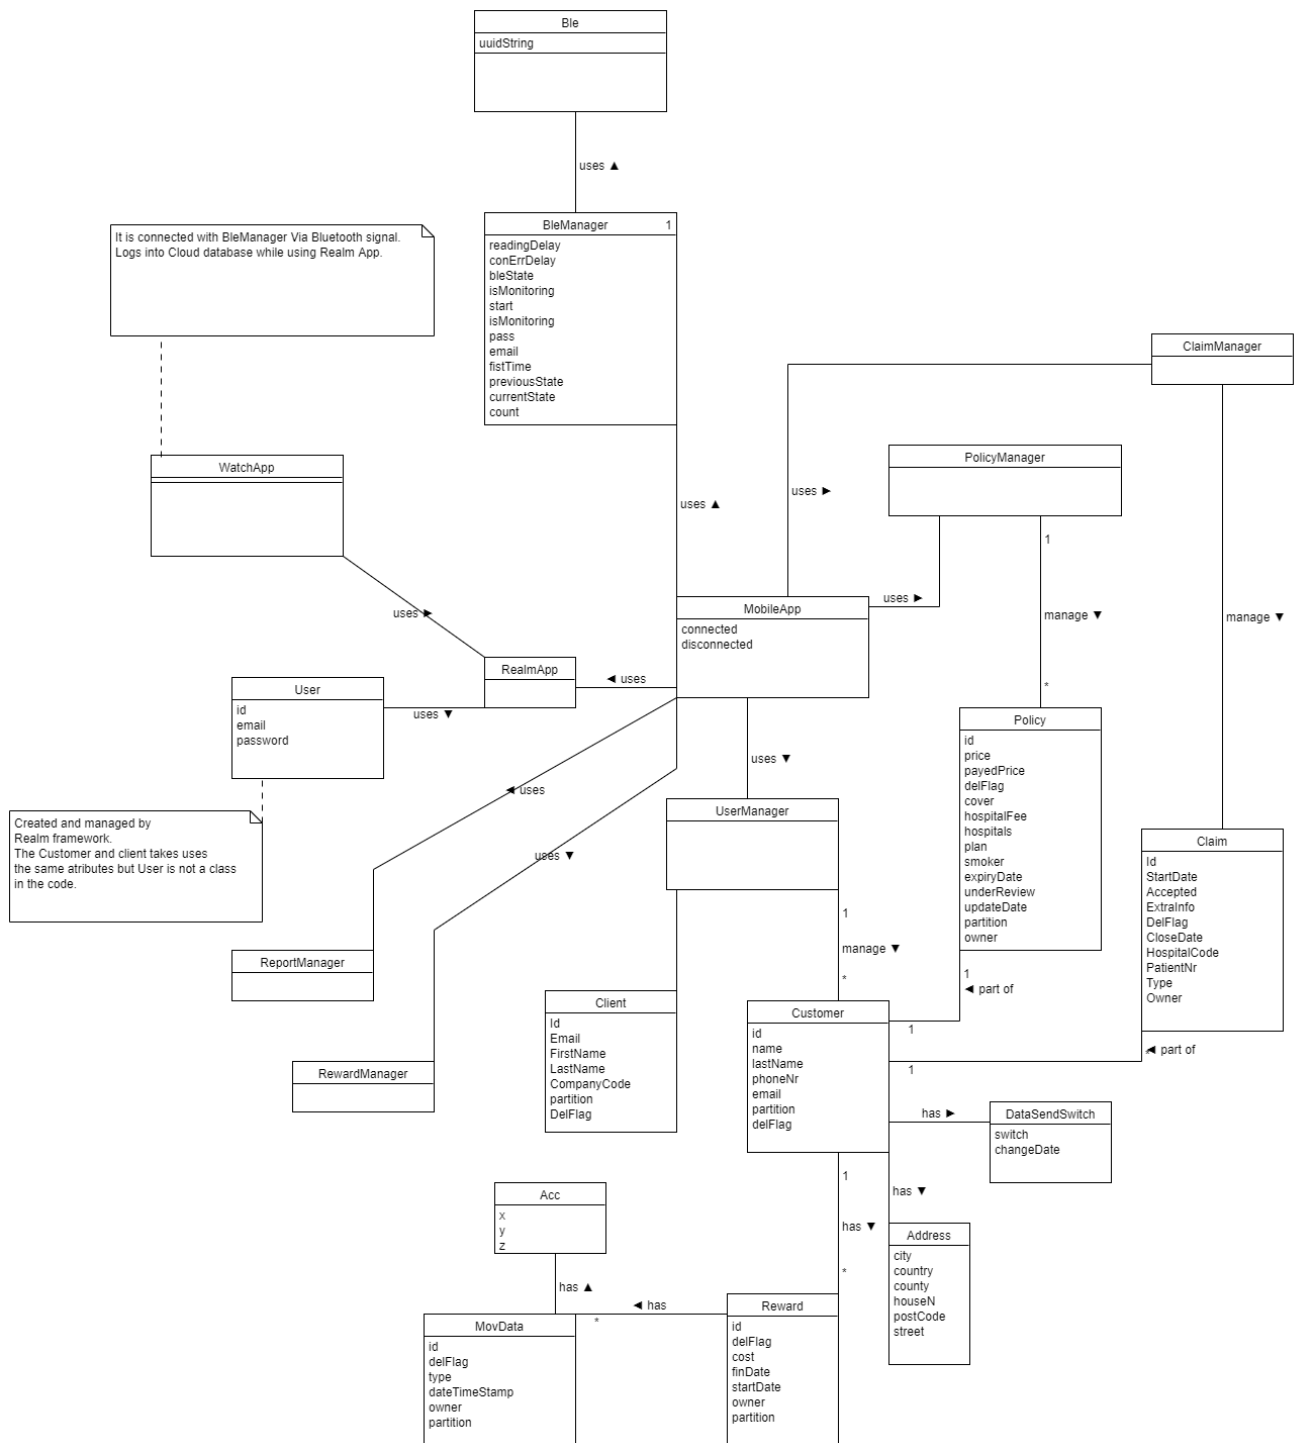 Ble
uuidString
uses ▲
BleManager 1
readingDelay
conErrDelay
bleState
isMonitoring
start
isMonitoring
pass
email
fistTime
previousState
currentState
count
It is connected with BleManager Via Bluetooth signal.
Logs into Cloud database while using Realm App.
ClaimManager
PolicyManager
WatchApp
uses ▲
uses ►
1
manage ▼
*
manage ▼
uses ►
uses ►
MobileApp
connected
disconnected
RealmApp
◄ uses
User
id
email
password
uses ▼
uses ▼
Policy
id
price
payedPrice
delFlag
cover
hospitalFee
hospitals
plan
smoker
expiryDate
underReview
updateDate
partition
owner
◄ uses
uses ▼
UserManager
Created and managed by
Realm framework.
The Customer and client takes uses
the same atributes but User is not a class
in the code.
Claim
Id
StartDate
Accepted
ExtraInfo
DelFlag
CloseDate
HospitalCode
PatientNr
Type
Owner
1
manage ▼
*
ReportManager
RewardManager
1
◄ part of
1
Client
Id
Email
FirstName
LastName
CompanyCode
partition
DelFlag
Customer
id
name
lastName
phoneNr
email
partition
delFlag
*
◄ part of
1
has ►
DataSendSwitch
switch
changeDate
1
has ▼
*
has ▼
Address
city
country
county
houseN
postCode
street
Acc
x
y
z
has ▲
◄ has
*
MovData
id
delFlag
type
dateTimeStamp
owner
partition
Reward
id
delFlag
cost
finDate
startDate
owner
partition